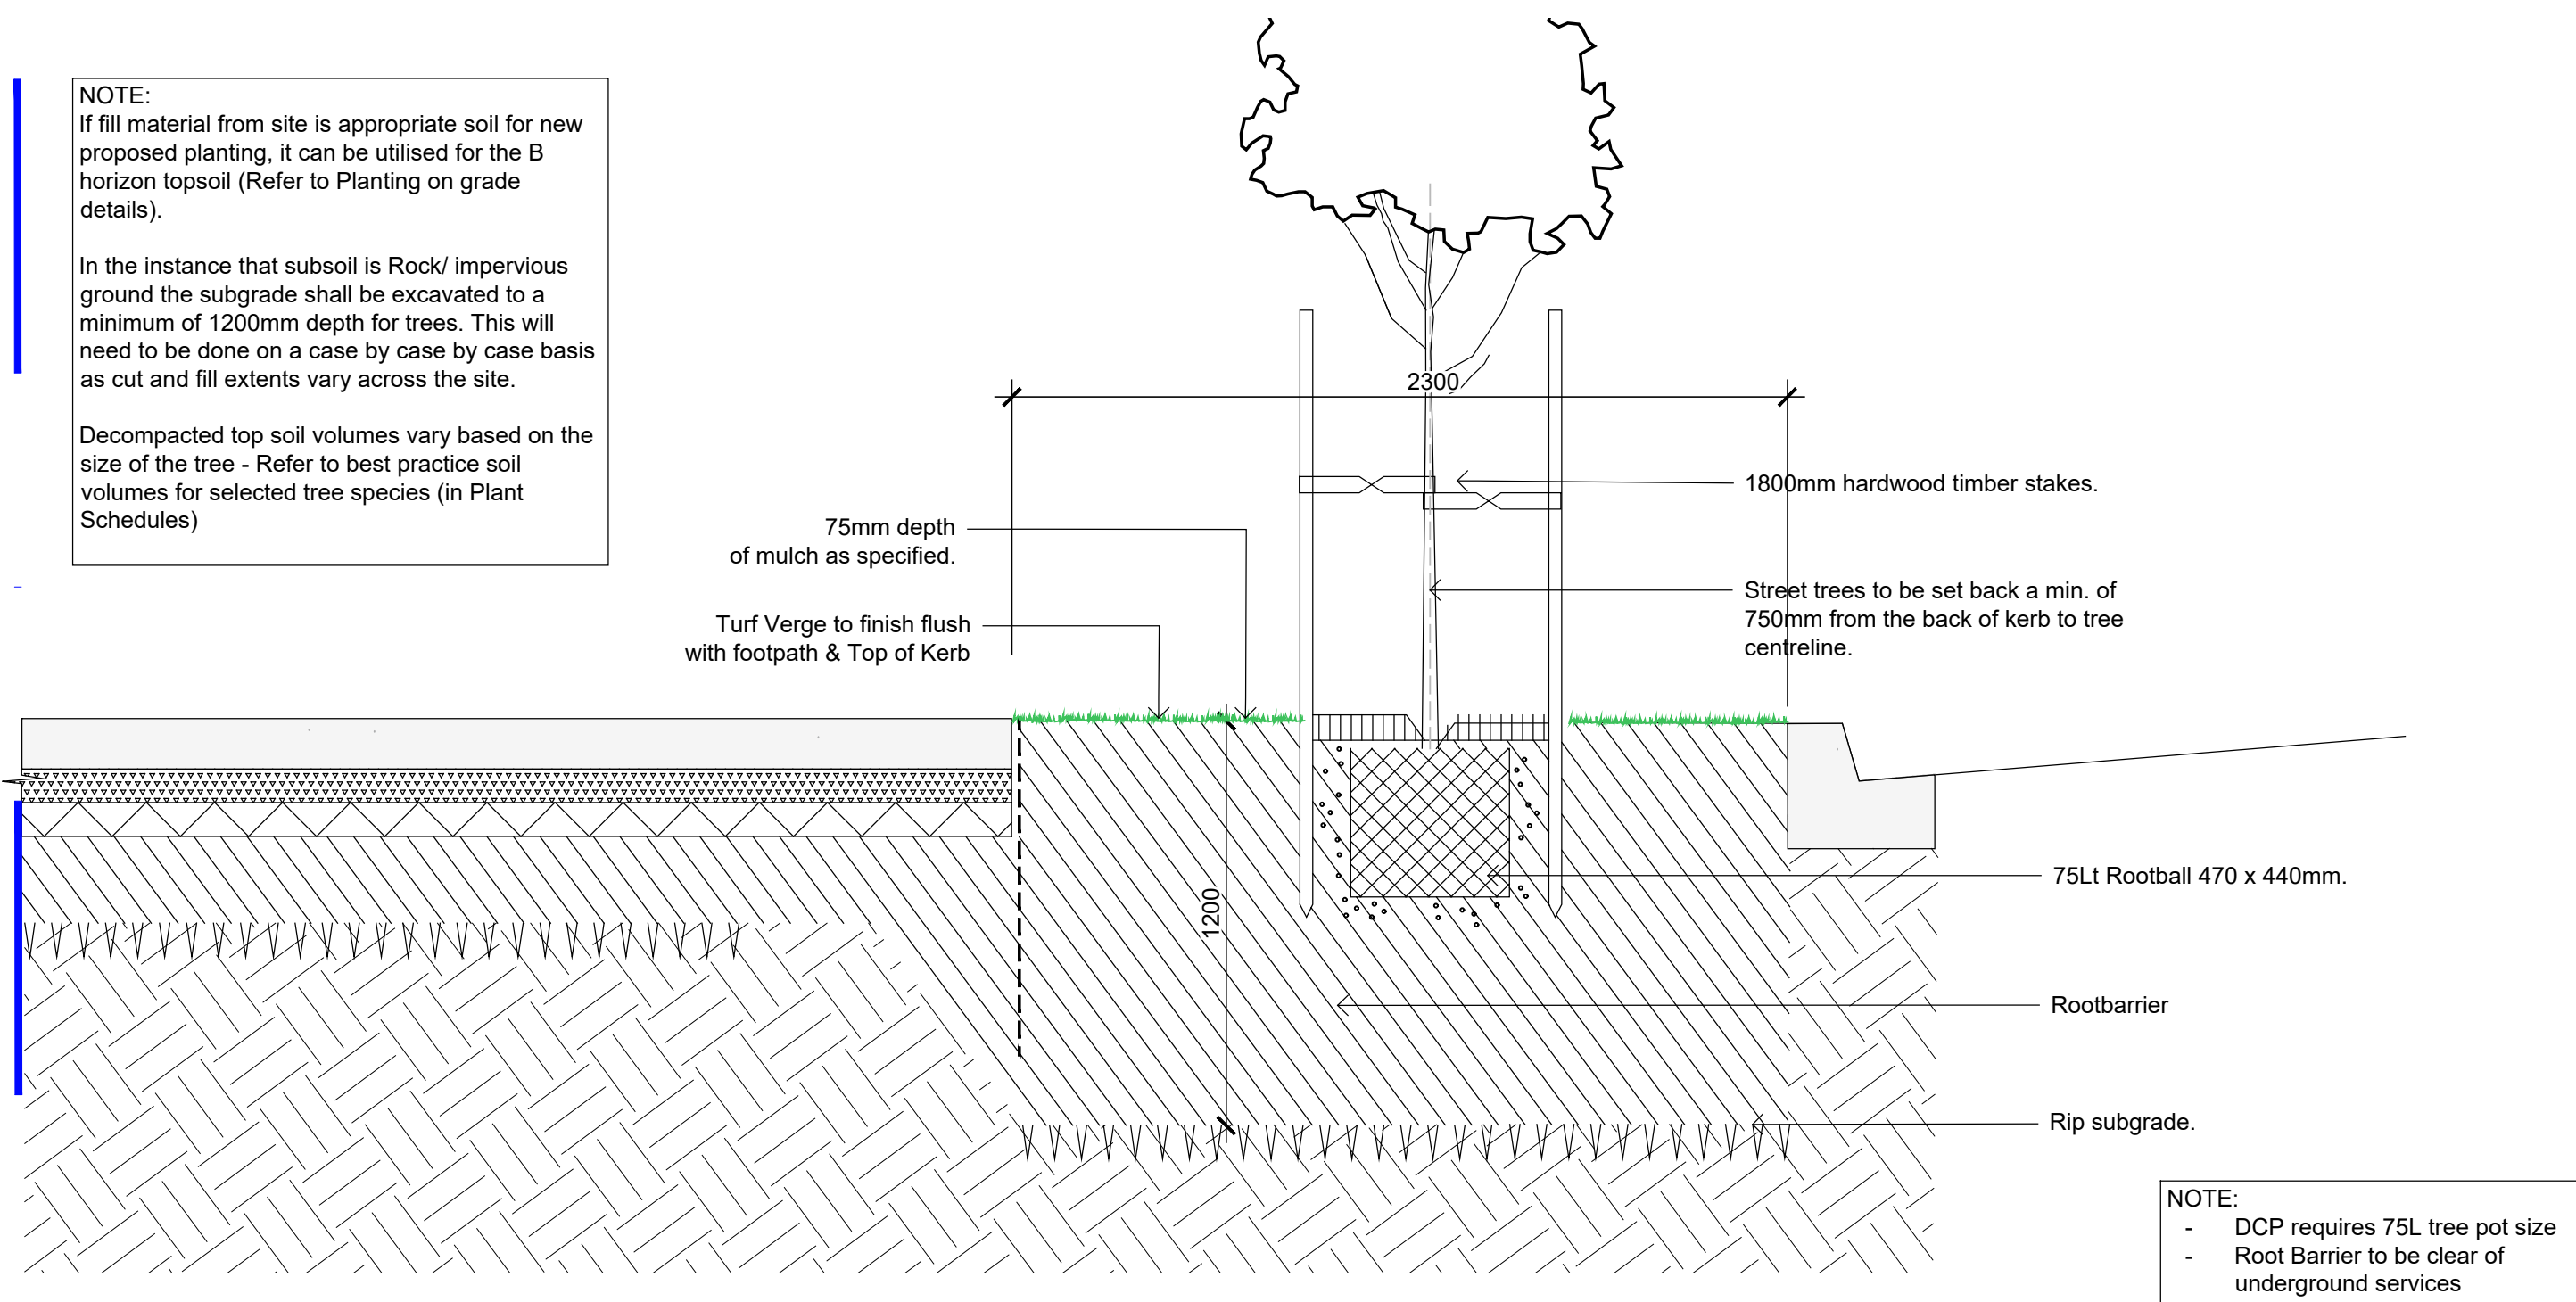 NOTE:
If fill material from site is appropriate soil for new
proposed planting, it can be utilised for the B
horizon topsoil (Refer to Planting on grade
details).
In the instance that subsoil is Rock/ impervious
ground the subgrade shall be excavated to a
minimum of 1200mm depth for trees. This will
need to be done on a case by case by case basis
as cut and fill extents vary across the site.
Decompacted top soil volumes vary based on the
size of the tree - Refer to best practice soil
volumes for selected tree species (in Plant
Schedules)
2300
1800mm hardwood timber stakes.
75mm depth
of mulch as specified.
Street trees to be set back a min. of
750mm from the back of kerb to tree
centreline.
Turf Verge to finish flush
with footpath & Top of Kerb
1200
75Lt Rootball 470 x 440mm.
Rootbarrier
Rip subgrade.
NOTE:
- DCP requires 75L tree pot size
- Root Barrier to be clear of
underground services